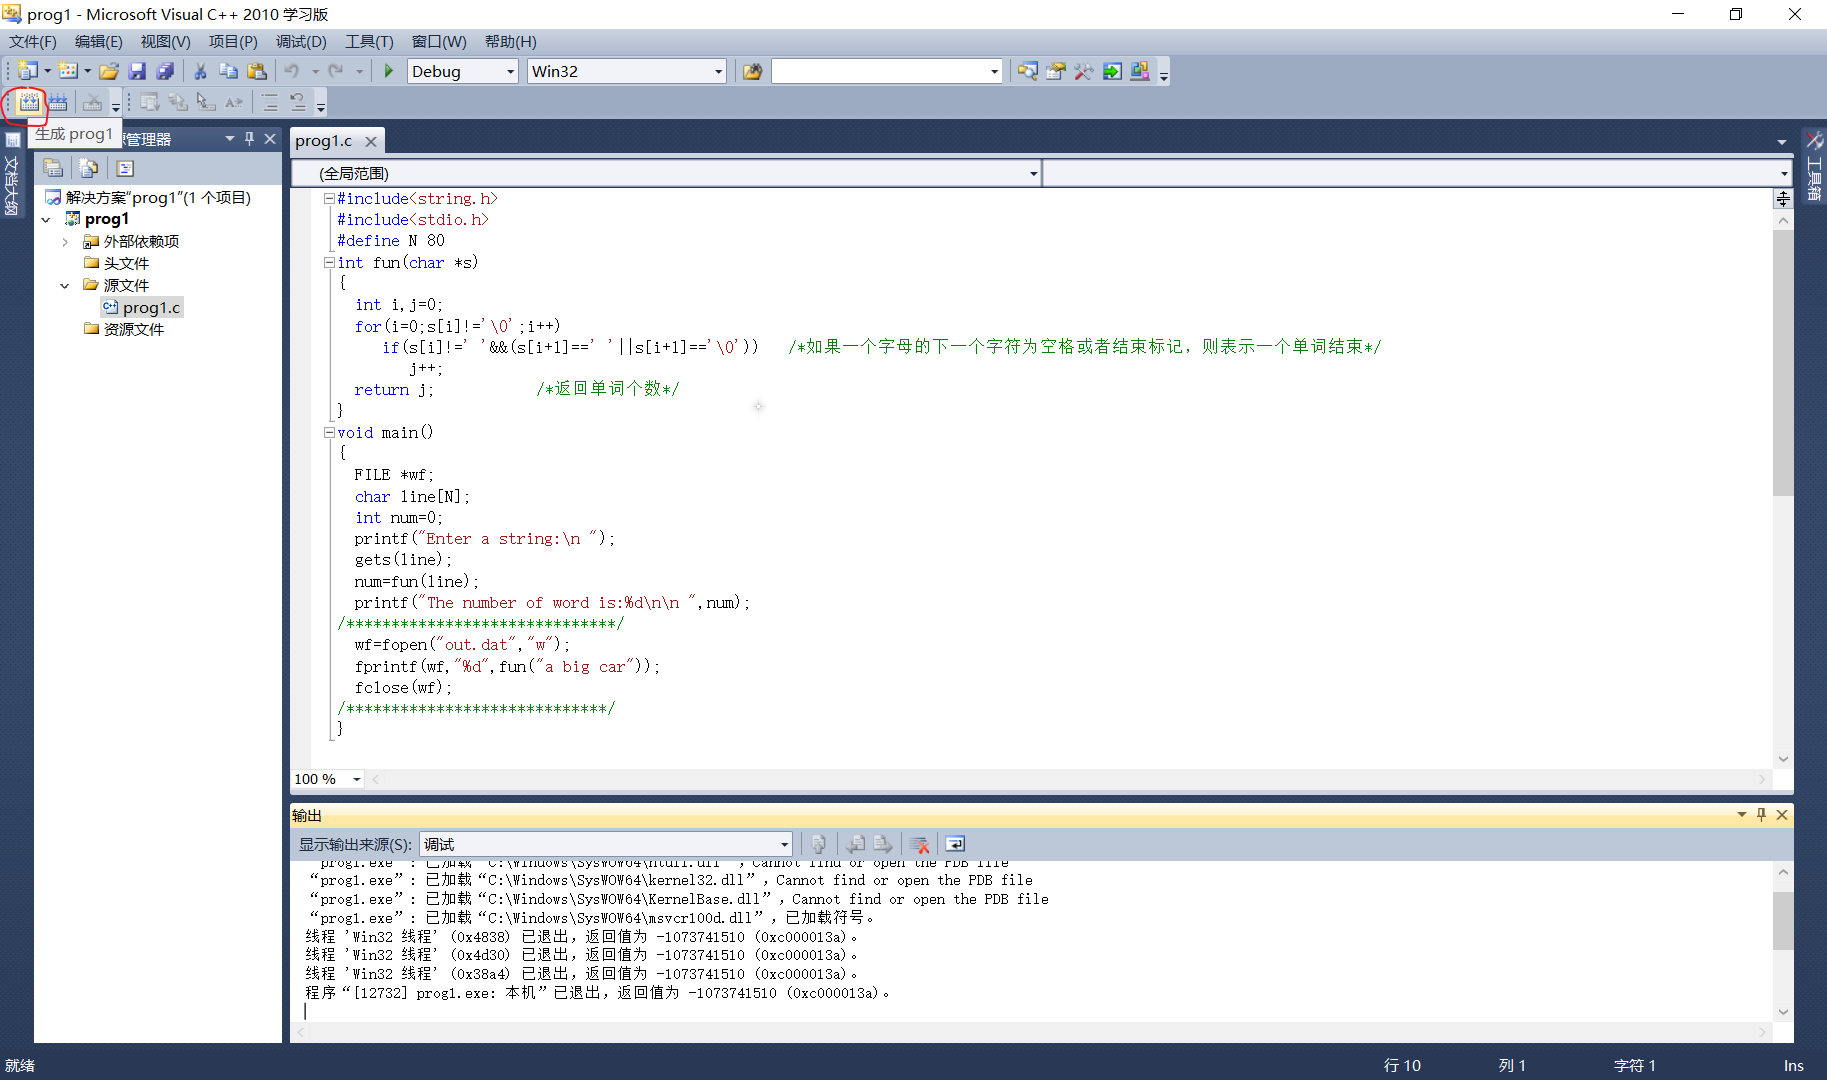 prog1 - Microsoft Visual C++ 2010 学习版
文件(F) 编辑(E) 视图(V) 项目(P) 调试(D) 工具(T) 窗口(W) 帮助(H)
Debug Win32
生成 prog1
源管理器
prog1.c
文档大纲
工具箱
(全局范围)
解决方案“prog1”(1 个项目)
prog1
外部依赖项
头文件
源文件
prog1.c
资源文件
#include<string.h>
#include<stdio.h>
#define N 80
int fun(char *s)
{
int i,j=0;
for(i=0;s[i]!='\0';i++)
if(s[i]!=' '&&(s[i+1]==' '||s[i+1]=='\0')) /*如果一个字母的下一个字符为空格或者结束标记，则表示一个单词结束*/
j++;
return j; /*返回单词个数*/
}
void main()
{
FILE *wf;
char line[N];
int num=0;
printf("Enter a string:\n ");
gets(line);
num=fun(line);
printf("The number of word is:%d\n\n ",num);
/******************************/
wf=fopen("out.dat","w");
fprintf(wf,"%d",fun("a big car"));
fclose(wf);
/*****************************/
}
100 %
输出
显示输出来源(S): 调试
“prog1.exe”: 已加载“C:\Windows\SysWOW64\ntdll.dll”，Cannot find or open the PDB file
“prog1.exe”: 已加载“C:\Windows\SysWOW64\kernel32.dll”，Cannot find or open the PDB file
“prog1.exe”: 已加载“C:\Windows\SysWOW64\KernelBase.dll”，Cannot find or open the PDB file
“prog1.exe”: 已加载“C:\Windows\SysWOW64\msvcr100d.dll”，已加载符号。
线程 'Win32 线程' (0x4838) 已退出，返回值为 -1073741510 (0xc000013a)。
线程 'Win32 线程' (0x4d30) 已退出，返回值为 -1073741510 (0xc000013a)。
线程 'Win32 线程' (0x38a4) 已退出，返回值为 -1073741510 (0xc000013a)。
程序“[12732] prog1.exe: 本机”已退出，返回值为 -1073741510 (0xc000013a)。
就绪 行 10 列 1 字符 1 Ins